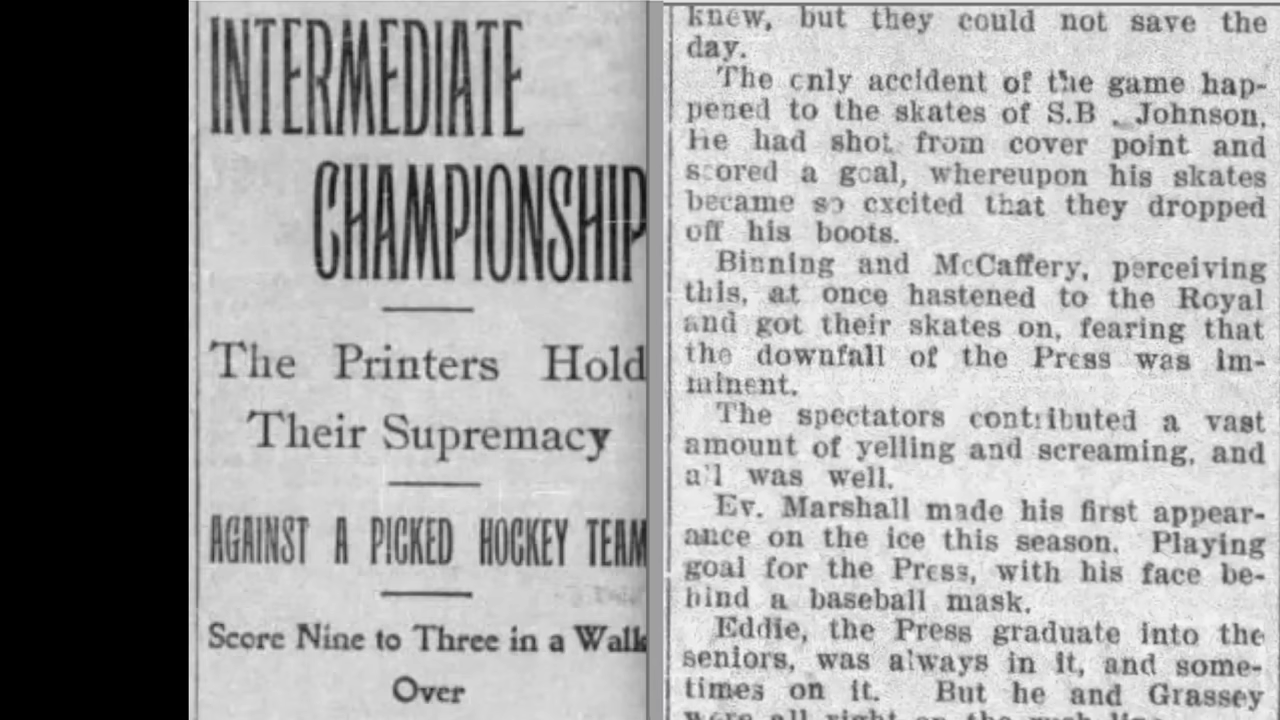 INTERMEDIATE
CHAMPIONSHIP
The Printers Hold
Their Supremacy
AGAINST A PICKED HOCKEY TEAM
Score Nine to Three in a Walk
Over
knew, but they could not save the
day.
The only accident of the game hap-
pened to the skates of S.B . Johnson.
He had shot from cover point and
scored a goal, whereupon his skates
became so excited that they dropped
off his boots.
Binning and McCaffery, perceiving
this, at once hastened to the Royal
and got their skates on, fearing that
the downfall of the Press was im-
minent.
The spectators contributed a vast
amount of yelling and screaming, and
all was well.
Ev. Marshall made his first appear-
ance on the ice this season. Playing
goal for the Press, with his face be-
hind a baseball mask.
Eddie, the Press graduate into the
seniors, was always in it, and some-
times on it. But he and Grassey
were all right on the